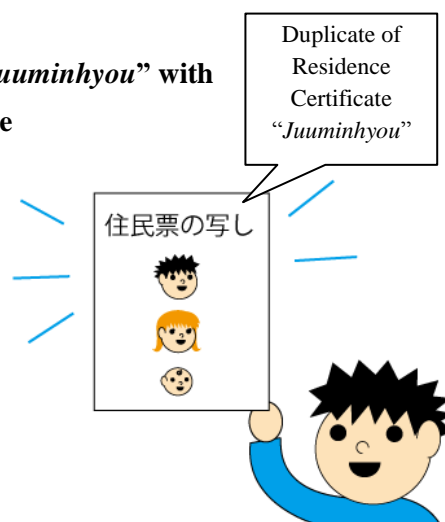 uuminhyou” with
e
Duplicate of
Residence
Certificate
“Juuminhyou”
住民票の写し